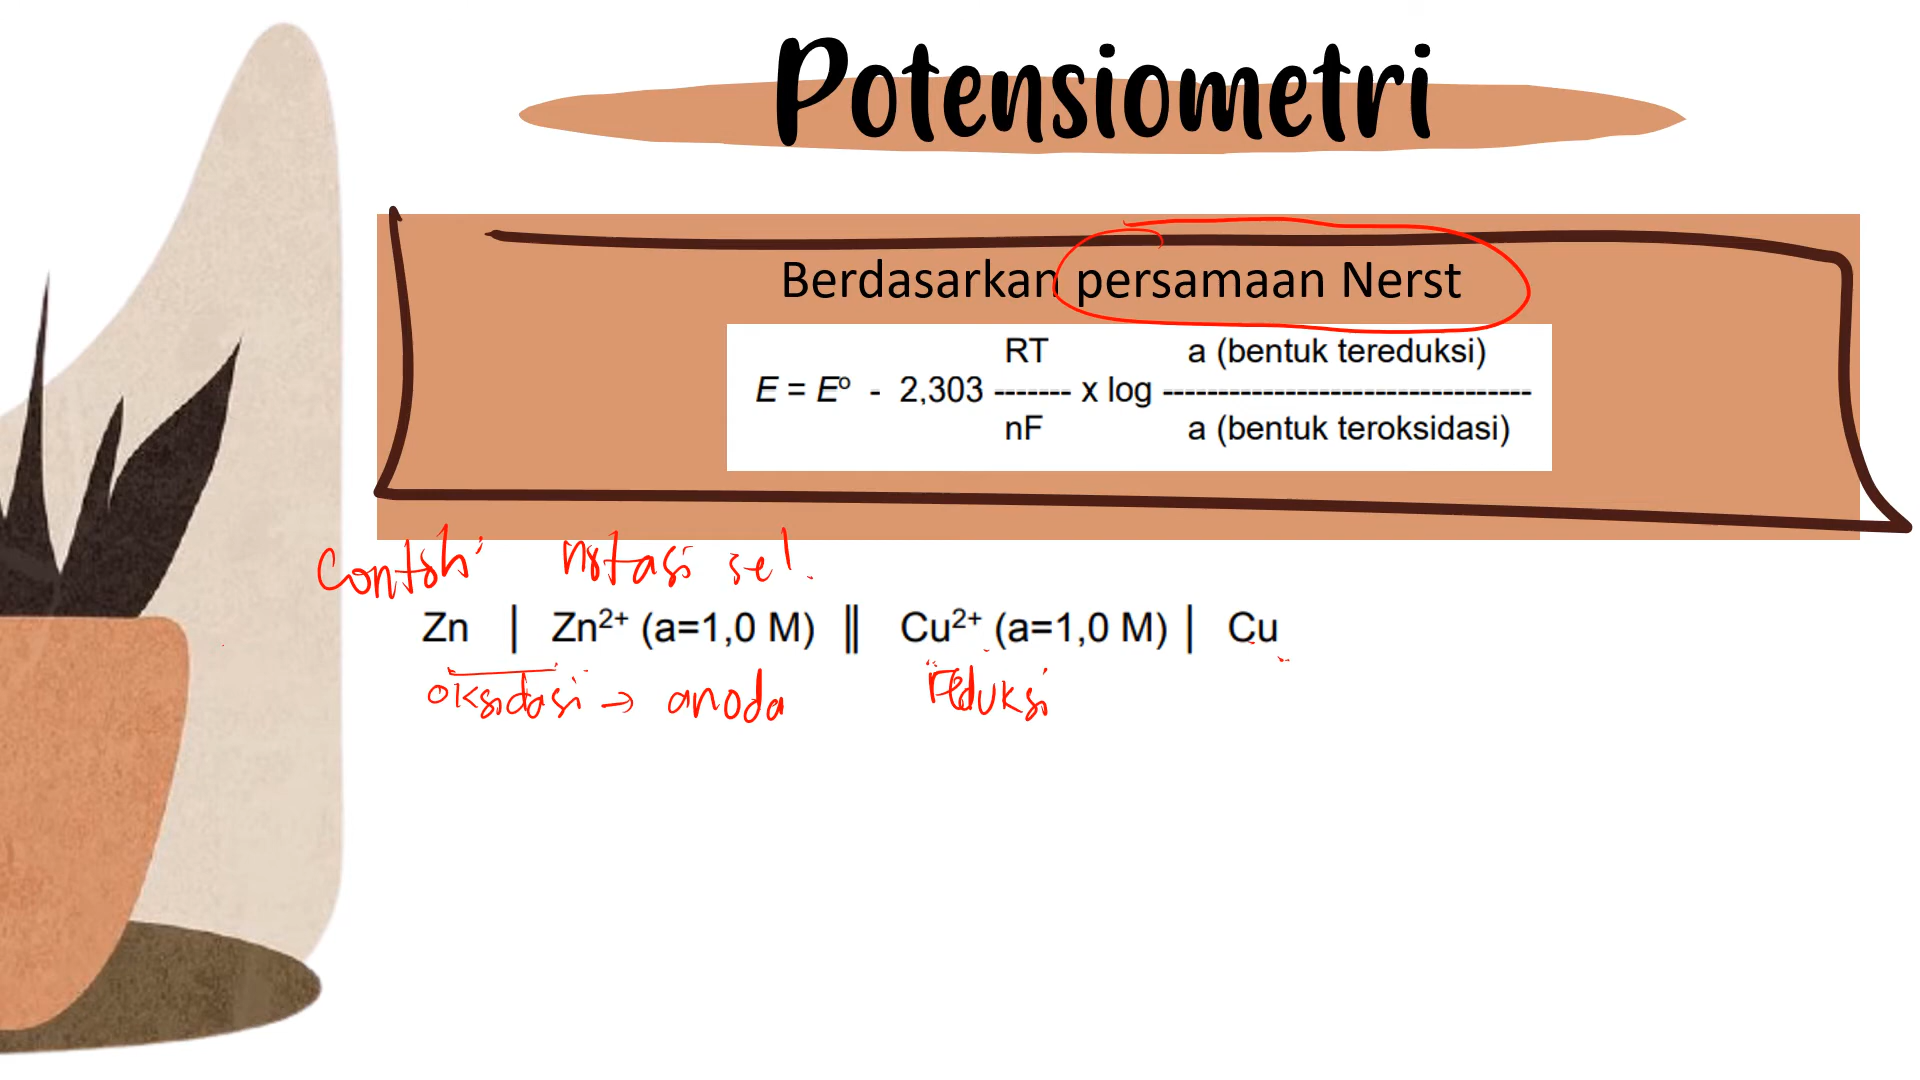 Potensiometri
Berdasarkan persamaan Nerst
RT a (bentuk tereduksi)
E = Eº - 2,303 ------- x log ----------------------------------
nF a (bentuk teroksidasi)
Contoh notasi sel.
Zn | Zn²⁺ (a=1,0 M) || Cu²⁺ (a=1,0 M) | Cu
oksidasi → anoda reduksi